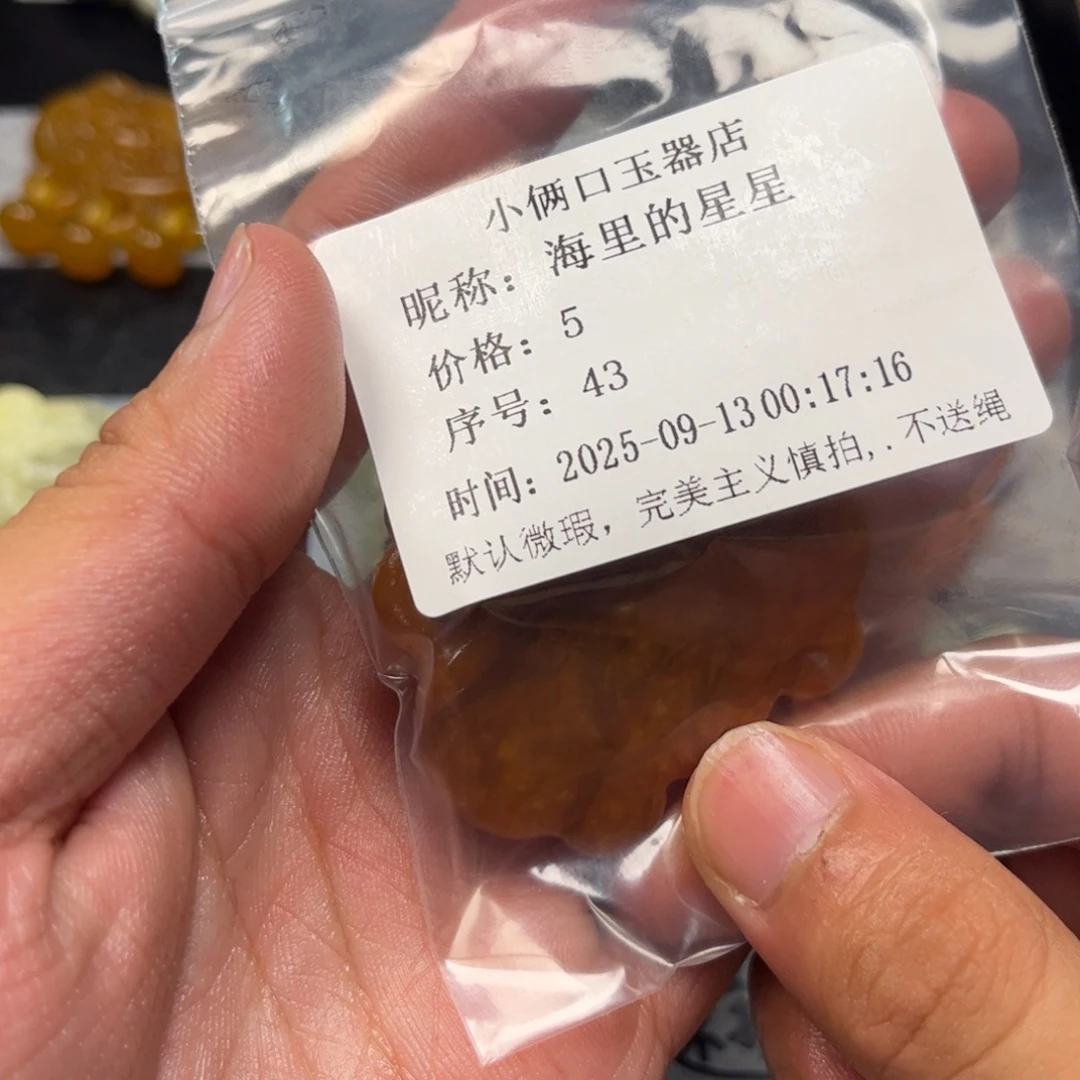 小俩口玉器店
昵称：海里的星星
价格：5
序号：43
时间：2025-09-13 00:17:16
默认微瑕，完美主义慎拍，.不送绳